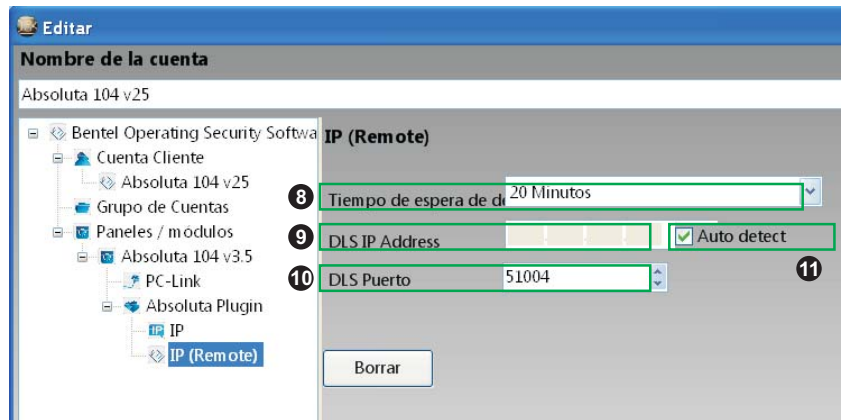 Editar
Nombre de la cuenta
Absoluta 104 v25
Bentel Operating Security Softwa
Cuenta Cliente
Absoluta 104 v25
Grupo de Cuentas
Paneles / módulos
Absoluta 104 v3.5
PC-Link
Absoluta Plugin
IP
IP (Remote)
IP (Remote)
8 Tiempo de espera de de 20 Minutos
9 DLS IP Address Auto detect 11
10 DLS Puerto 51004
Borrar